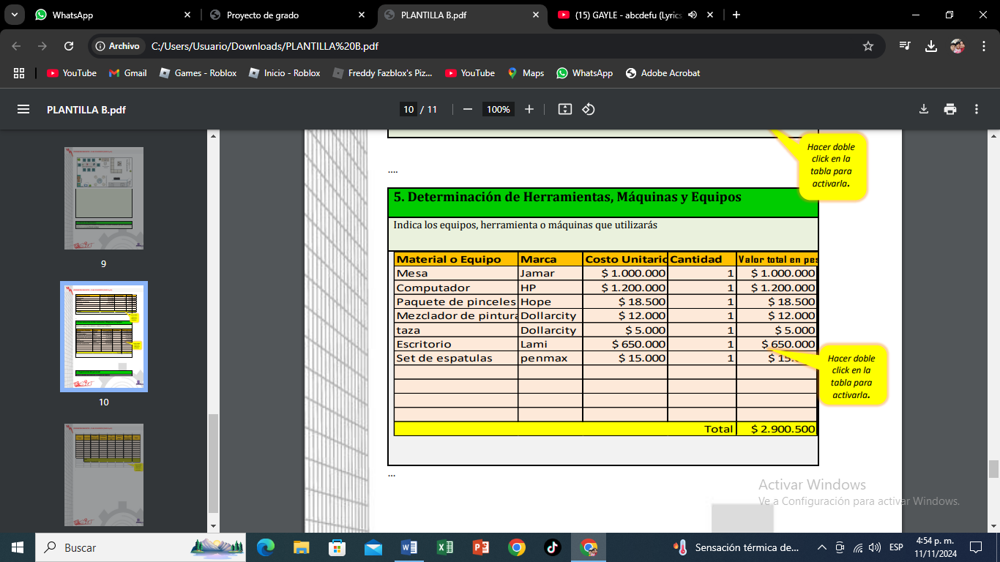 WhatsApp
Proyecto de grado
PLANTILLA B.pdf
(15) GAYLE - abcdefu (Lyrics
Archivo
C:/Users/Usuario/Downloads/PLANTILLA%20B.pdf
YouTube
Gmail
Games - Roblox
Inicio - Roblox
Freddy Fazblox's Piz...
YouTube
Maps
WhatsApp
Adobe Acrobat
PLANTILLA B.pdf
10 / 11
100%
9
10
Hacer doble
click en la
tabla para
activarla.
....
5. Determinación de Herramientas, Máquinas y Equipos
Indica los equipos, herramienta o máquinas que utilizarás
Material o Equipo Marca Costo Unitario Cantidad Valor total en pes
Mesa Jamar $ 1.000.000 1 $ 1.000.000
Computador HP $ 1.200.000 1 $ 1.200.000
Paquete de pinceles Hope $ 18.500 1 $ 18.500
Mezclador de pintura Dollarcity $ 12.000 1 $ 12.000
taza Dollarcity $ 5.000 1 $ 5.000
Escritorio Lami $ 650.000 1 $ 650.000
Set de espatulas penmax $ 15.000 1 $ 15.
Total $ 2.900.500
Hacer doble
click en la
tabla para
activarla.
...
Activar Windows
Ve a Configuración para activar Windows.
Buscar
Sensación térmica de...
ESP
4:54 p. m.
11/11/2024